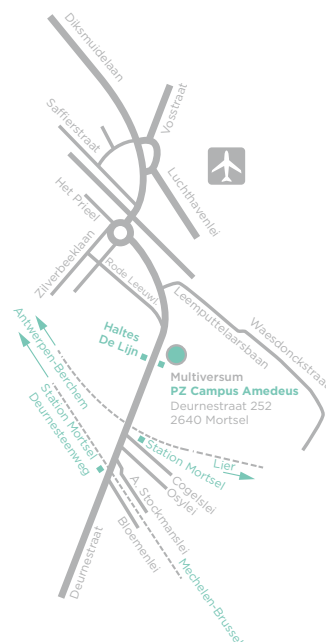 Diksmuidelaan
Saffierstraat
Vosstraat
Luchthavenlei
Het Prieel
Zilverbeeklaan
Rode Leeuwl.
Leemputtelaarsbaan
Waesdonckstraat
Antwerpen-Berchem
Haltes
De Lijn
Multiversum
PZ Campus Amedeus
Deurnestraat 252
2640 Mortsel
Station Mortsel
Deurnesteenweg
Station Mortsel
Lier
Cogelslei
Osylei
A. Stockmanslei
Bloemenlei
Deurnestraat
Mechelen-Brussel